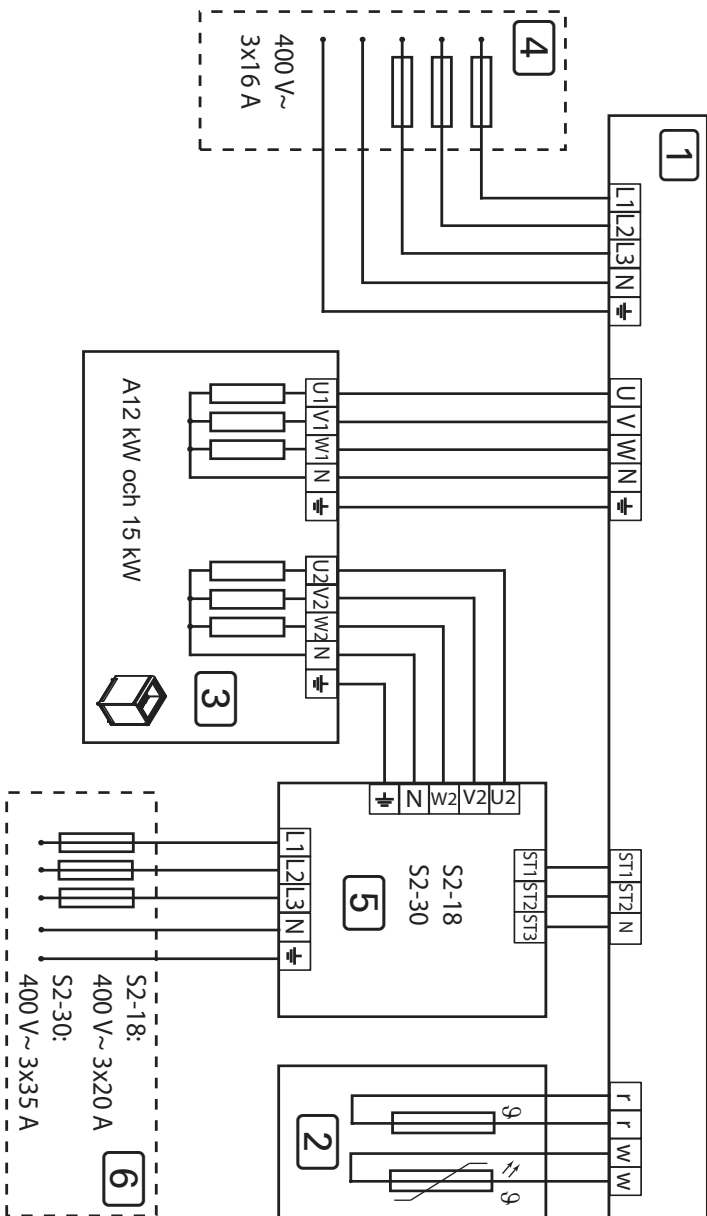 1
L1 L2 L3 N
U V W N
ST1 ST2 N
r r w w
4
400 V~
3x16 A
U1 V1 W1 N
U2 V2 W2 N
A12 kW och 15 kW
3
U2
V2
W2
N
ST1 ST2 ST3
S2-18
S2-30
5
L1 L2 L3 N
S2-18:
400 V~ 3x20 A
S2-30:
400 V~ 3x35 A
6
ϑ
ϑ
2